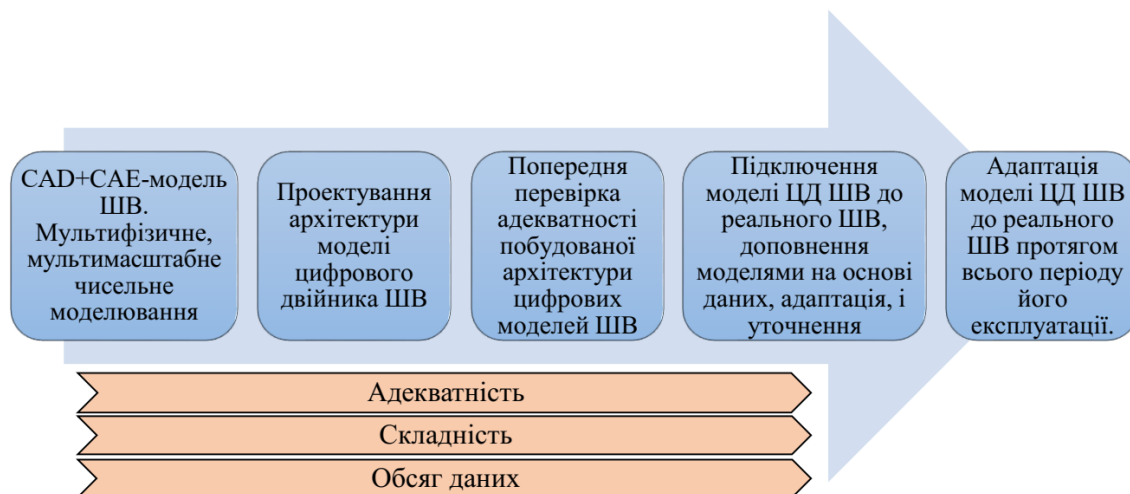 CAD+CAE-модель
ШВ.
Мультифізичне,
мультимасштабне
чисельне
моделювання
Проектування
архітектури
моделі
цифрового
двійника ШВ
Попередня
перевірка
адекватності
побудованої
архітектури
цифрових
моделей ШВ
Підключення
моделі ЦД ШВ до
реального ШВ,
доповнення
моделями на основі
даних, адаптація, і
уточнення
Адаптація
моделі ЦД ШВ
до реального
ШВ протягом
всього періоду
його
експлуатації.
Адекватність
Складність
Обсяг даних